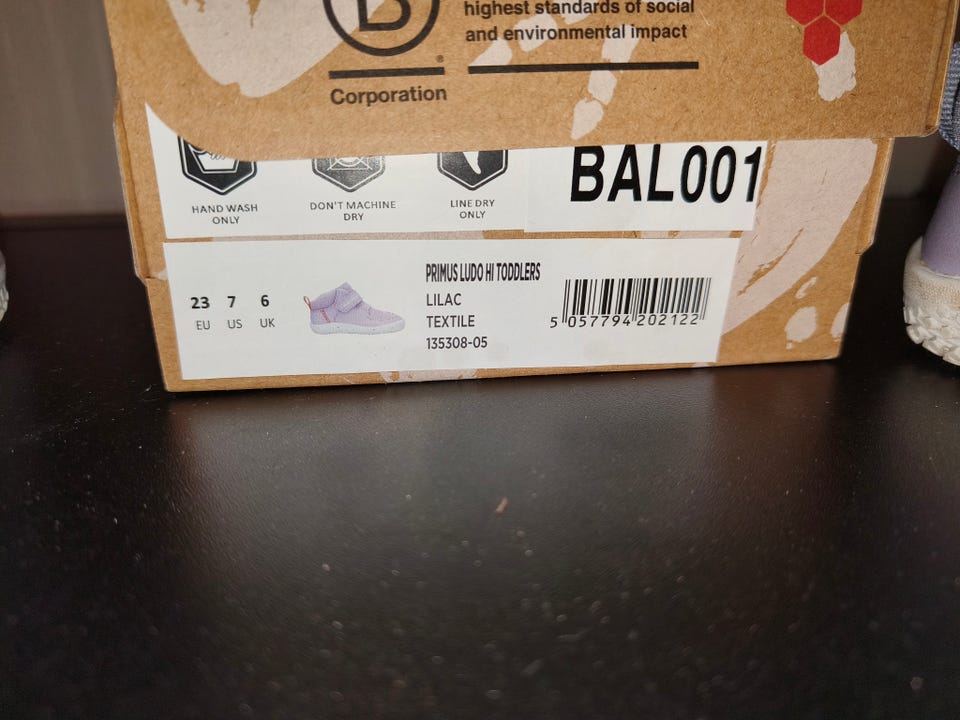 B
®
Corporation
highest standards of social
and environmental impact
HAND WASH
ONLY
DON'T MACHINE
DRY
LINE DRY
ONLY
BAL001
23 7 6
EU US UK
PRIMUS LUDO HI TODDLERS
LILAC
TEXTILE
135308-05
5 057794 202122